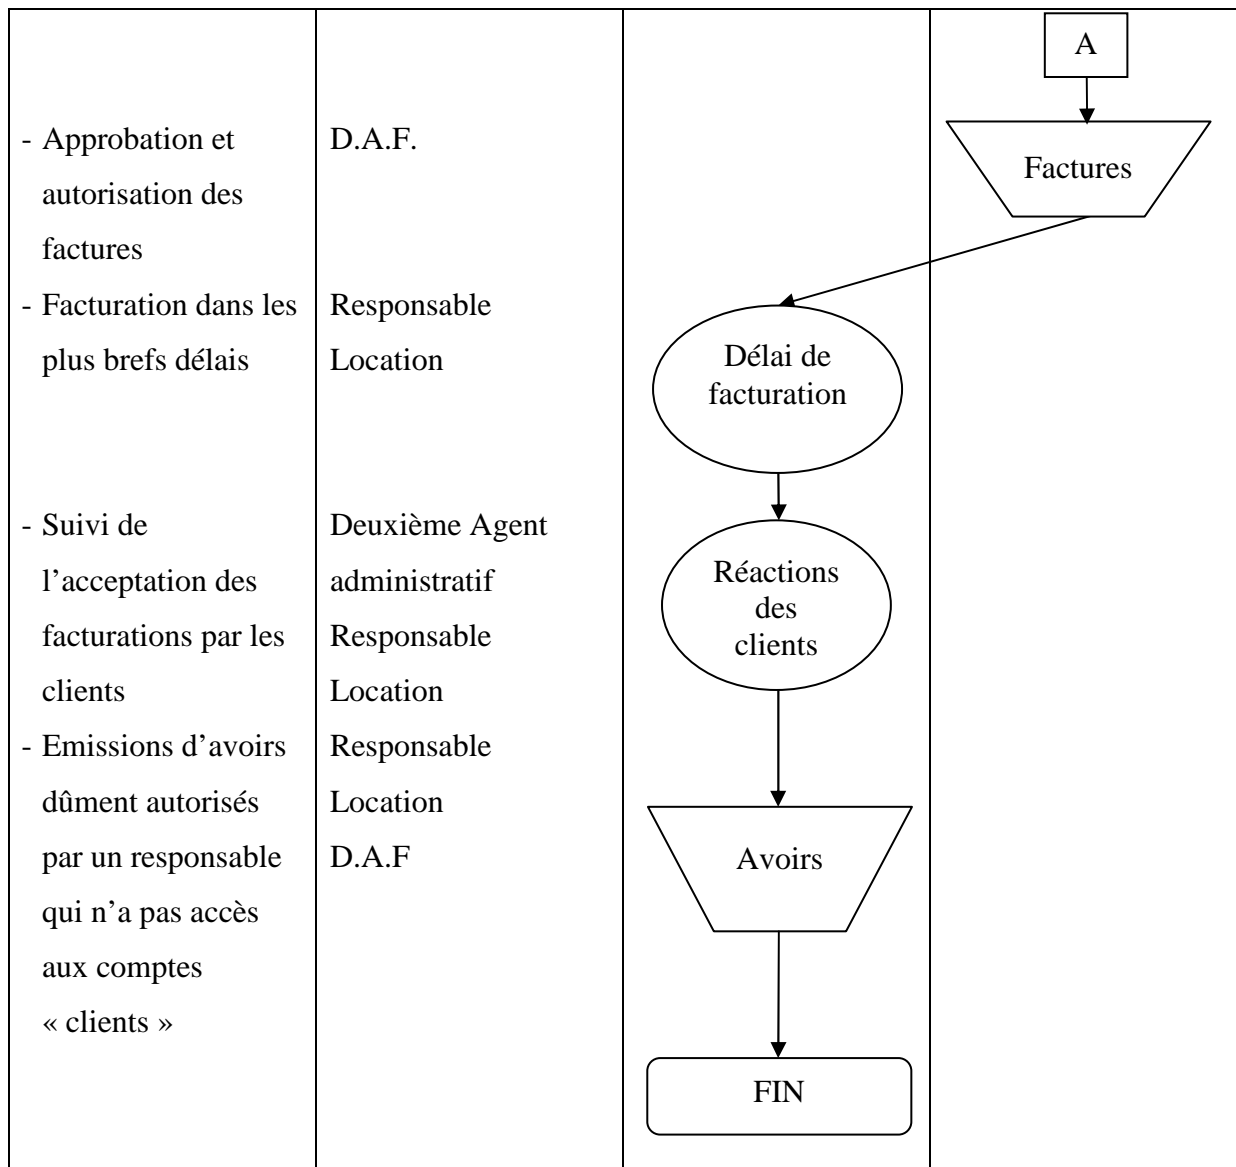 A
- Approbation et
autorisation des
factures
D.A.F.
Factures
- Facturation dans les
plus brefs délais
Responsable
Location
Délai de
facturation
- Suivi de
l’acceptation des
facturations par les
clients
Deuxième Agent
administratif
Responsable
Location
Réactions
des
clients
- Emissions d’avoirs
dûment autorisés
par un responsable
qui n’a pas accès
aux comptes
« clients »
Responsable
Location
D.A.F
Avoirs
FIN